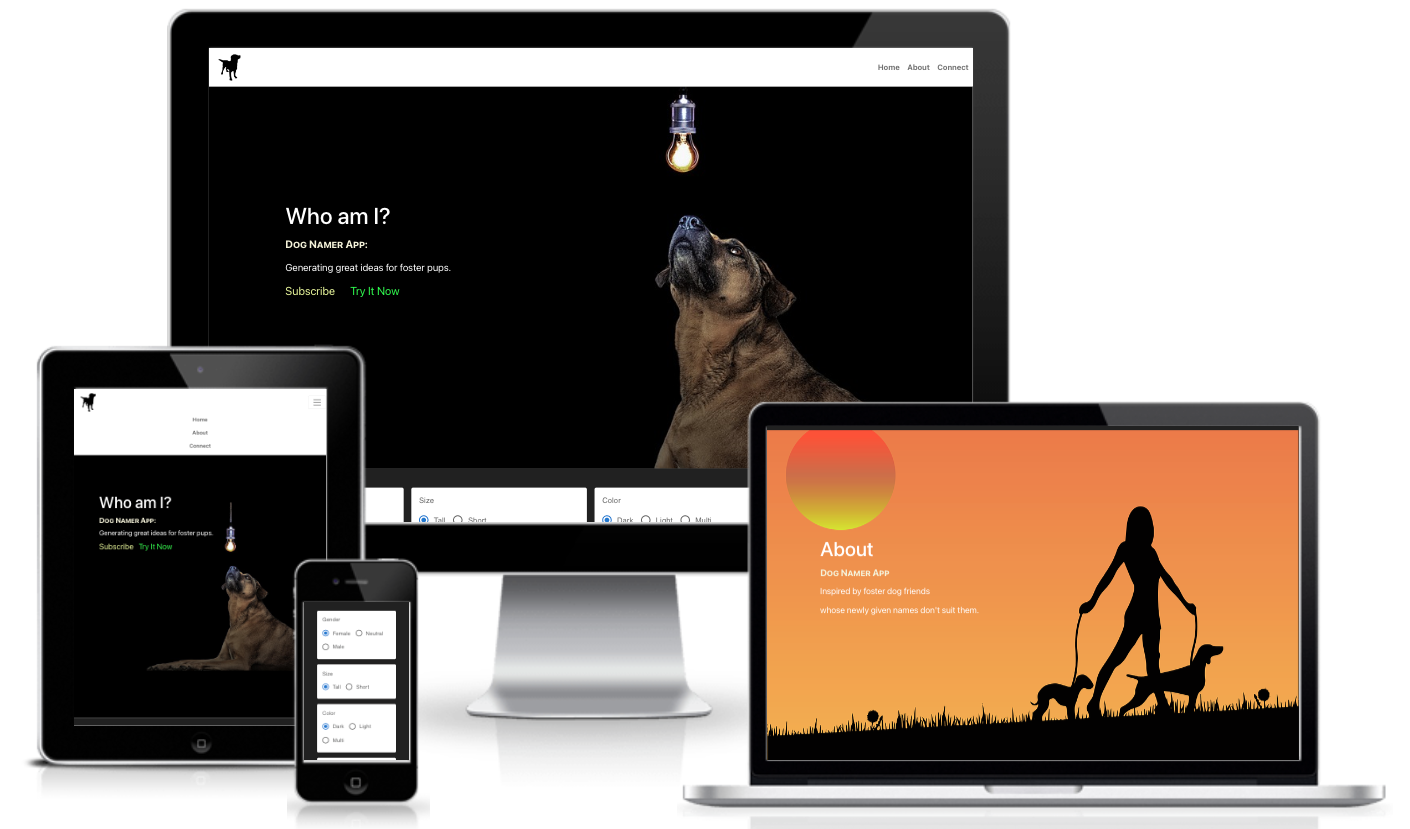 Home About Connect
Who am I?
DOG NAMER APP:
Generating great ideas for foster pups.
Subscribe Try It Now
Size
Tall Short
Color
Dark Light Multi
Home
About
Connect
Who am I?
DOG NAMER APP:
Generating great ideas for foster pups.
Subscribe Try It Now
Gender
Female Neutral
Male
Size
Tall Short
Color
Dark Light
Multi
About
DOG NAMER APP
Inspired by foster dog friends
whose newly given names don't suit them.